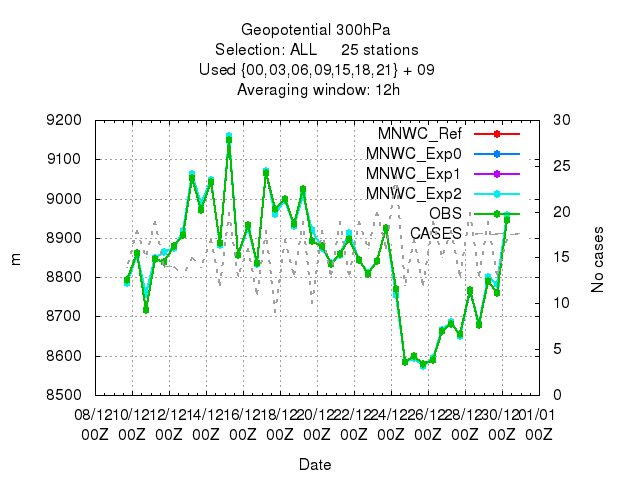 Geopotential 300hPa
Selection: ALL 25 stations
Used {00,03,06,09,15,18,21} + 09
Averaging window: 12h
9200
9100
9000
8900
8800
8700
8600
8500
m
30
25
20
15
10
5
0
No cases
MNWC_Ref
MNWC_Exp0
MNWC_Exp1
MNWC_Exp2
OBS
CASES
08/12 10/12 12/12 14/12 16/12 18/12 20/12 22/12 24/12 26/12 28/12 30/12 01/01
00Z 00Z 00Z 00Z 00Z 00Z 00Z 00Z 00Z 00Z 00Z 00Z 00Z
Date